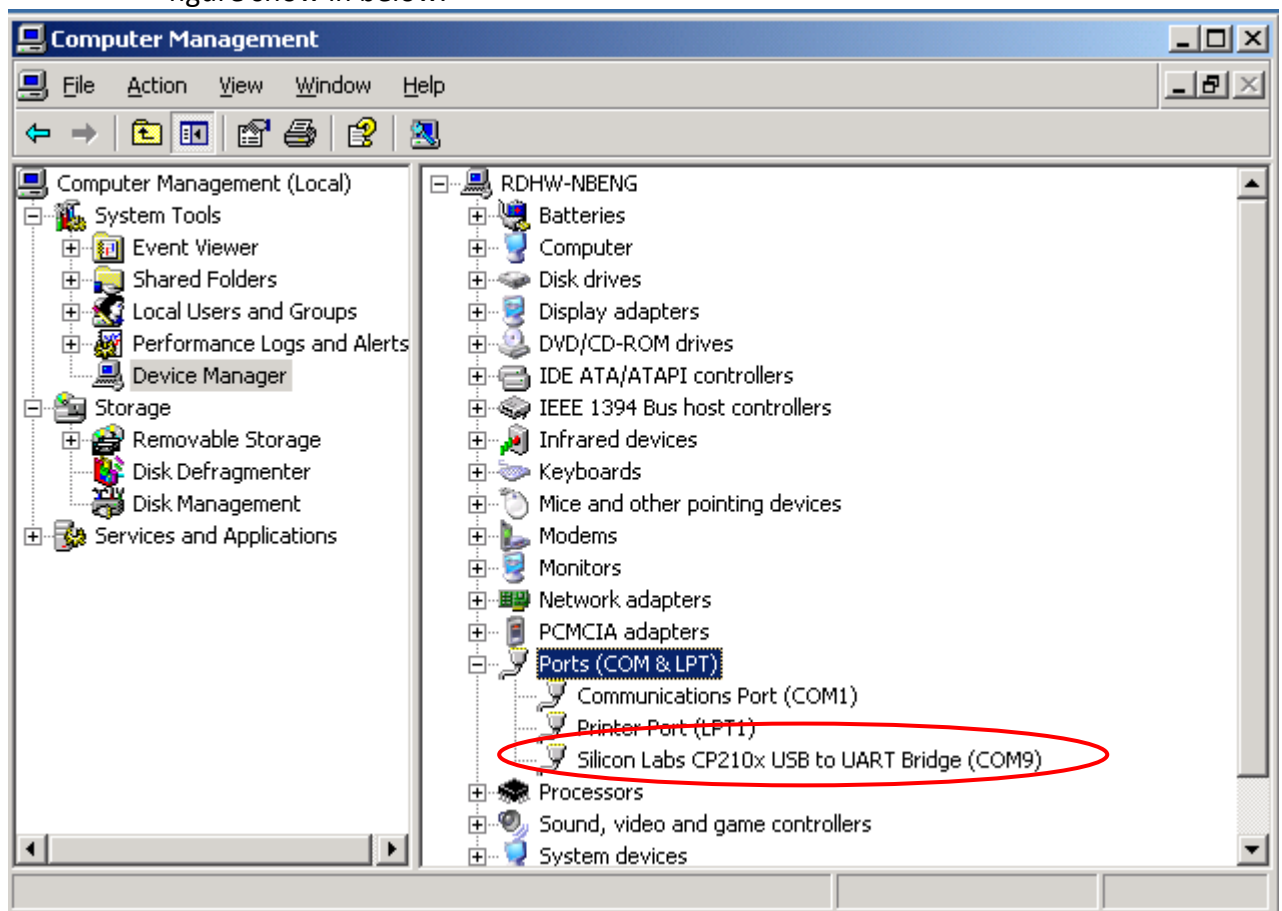 Computer Management
File Action View Window Help
Computer Management (Local)
System Tools
Event Viewer
Shared Folders
Local Users and Groups
Performance Logs and Alerts
Device Manager
Storage
Removable Storage
Disk Defragmenter
Disk Management
Services and Applications
RDHW-NBENG
Batteries
Computer
Disk drives
Display adapters
DVD/CD-ROM drives
IDE ATA/ATAPI controllers
IEEE 1394 Bus host controllers
Infrared devices
Keyboards
Mice and other pointing devices
Modems
Monitors
Network adapters
PCMCIA adapters
Ports (COM & LPT)
Communications Port (COM1)
Printer Port (LPT1)
Silicon Labs CP210x USB to UART Bridge (COM9)
Processors
Sound, video and game controllers
System devices